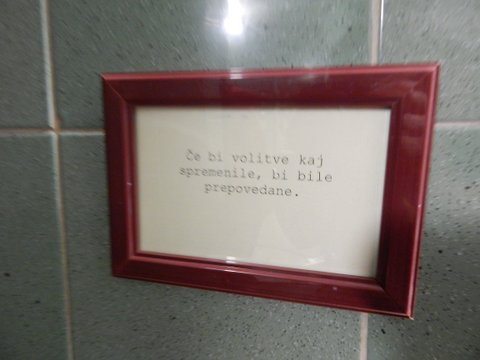 Če bi volitve kaj
spremenile, bi bile
prepovedane.